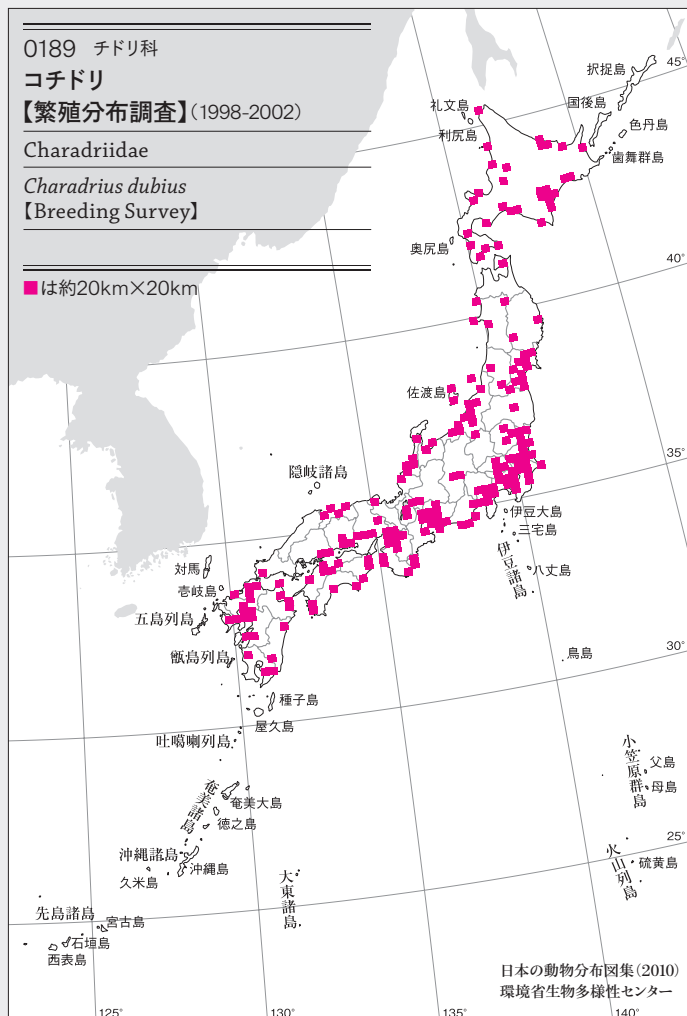 0189 チドリ科
コチドリ
【繁殖分布調査】(1998-2002)
Charadriidae
Charadrius dubius
【Breeding Survey】
■は約20km×20km
択捉島
45°
礼文島
国後島
利尻島
色丹島
歯舞群島
奥尻島
40°
佐渡島
35°
隠岐諸島
伊豆大島
三宅島
対馬
伊豆諸島
八丈島
壱岐島
五島列島
甑島列島
鳥島
30°
種子島
屋久島
吐噶喇列島
小笠原群島
父島
母島
奄美諸島
奄美大島
徳之島
25°
沖縄諸島
沖縄島
火山列島
硫黄島
久米島
大東諸島
先島諸島
宮古島
石垣島
西表島
日本の動物分布図集(2010)
環境省生物多様性センター
125°
130°
135°
140°